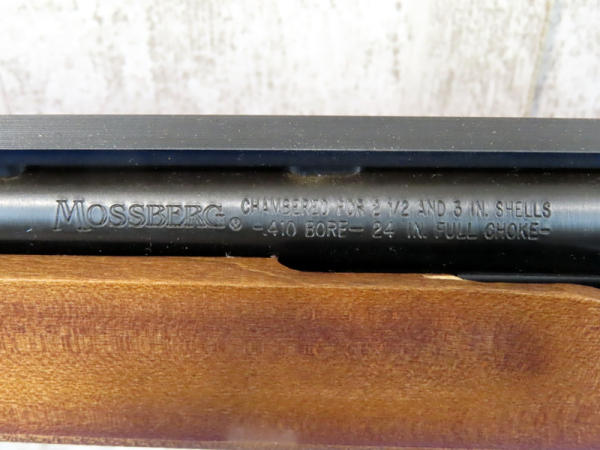 MOSSBERG®
CHAMBERED FOR 2 1/2 AND 3 IN. SHELLS
-.410 BORE- 24 IN. FULL CHOKE-